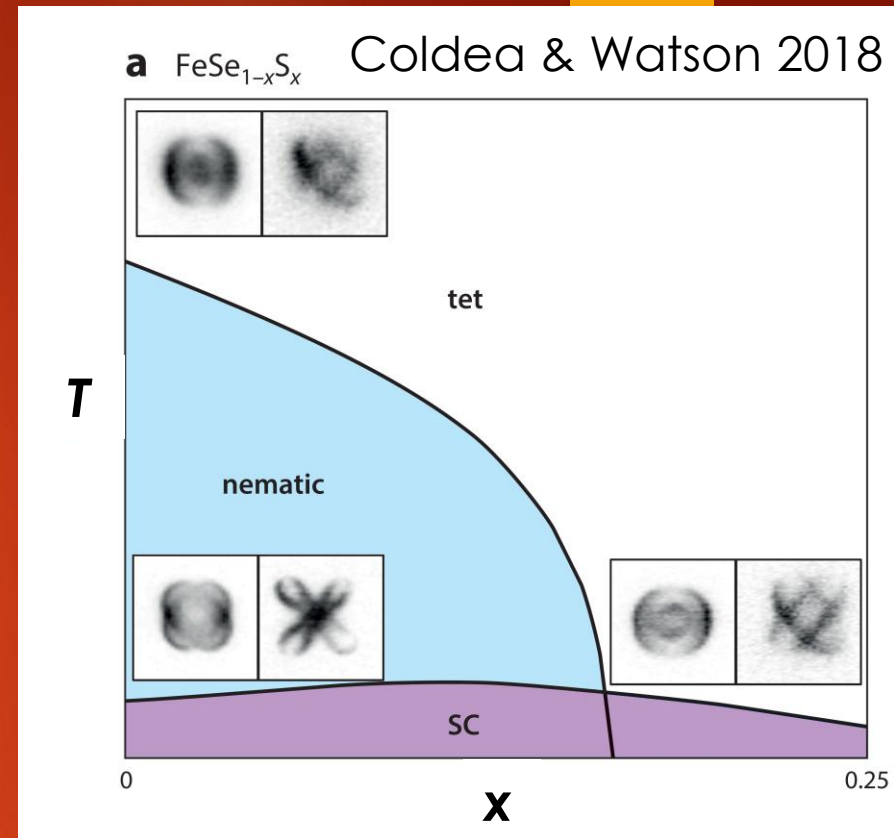 a FeSe1–xSx Coldea & Watson 2018
tet
T
nematic
SC
0 0.25
x